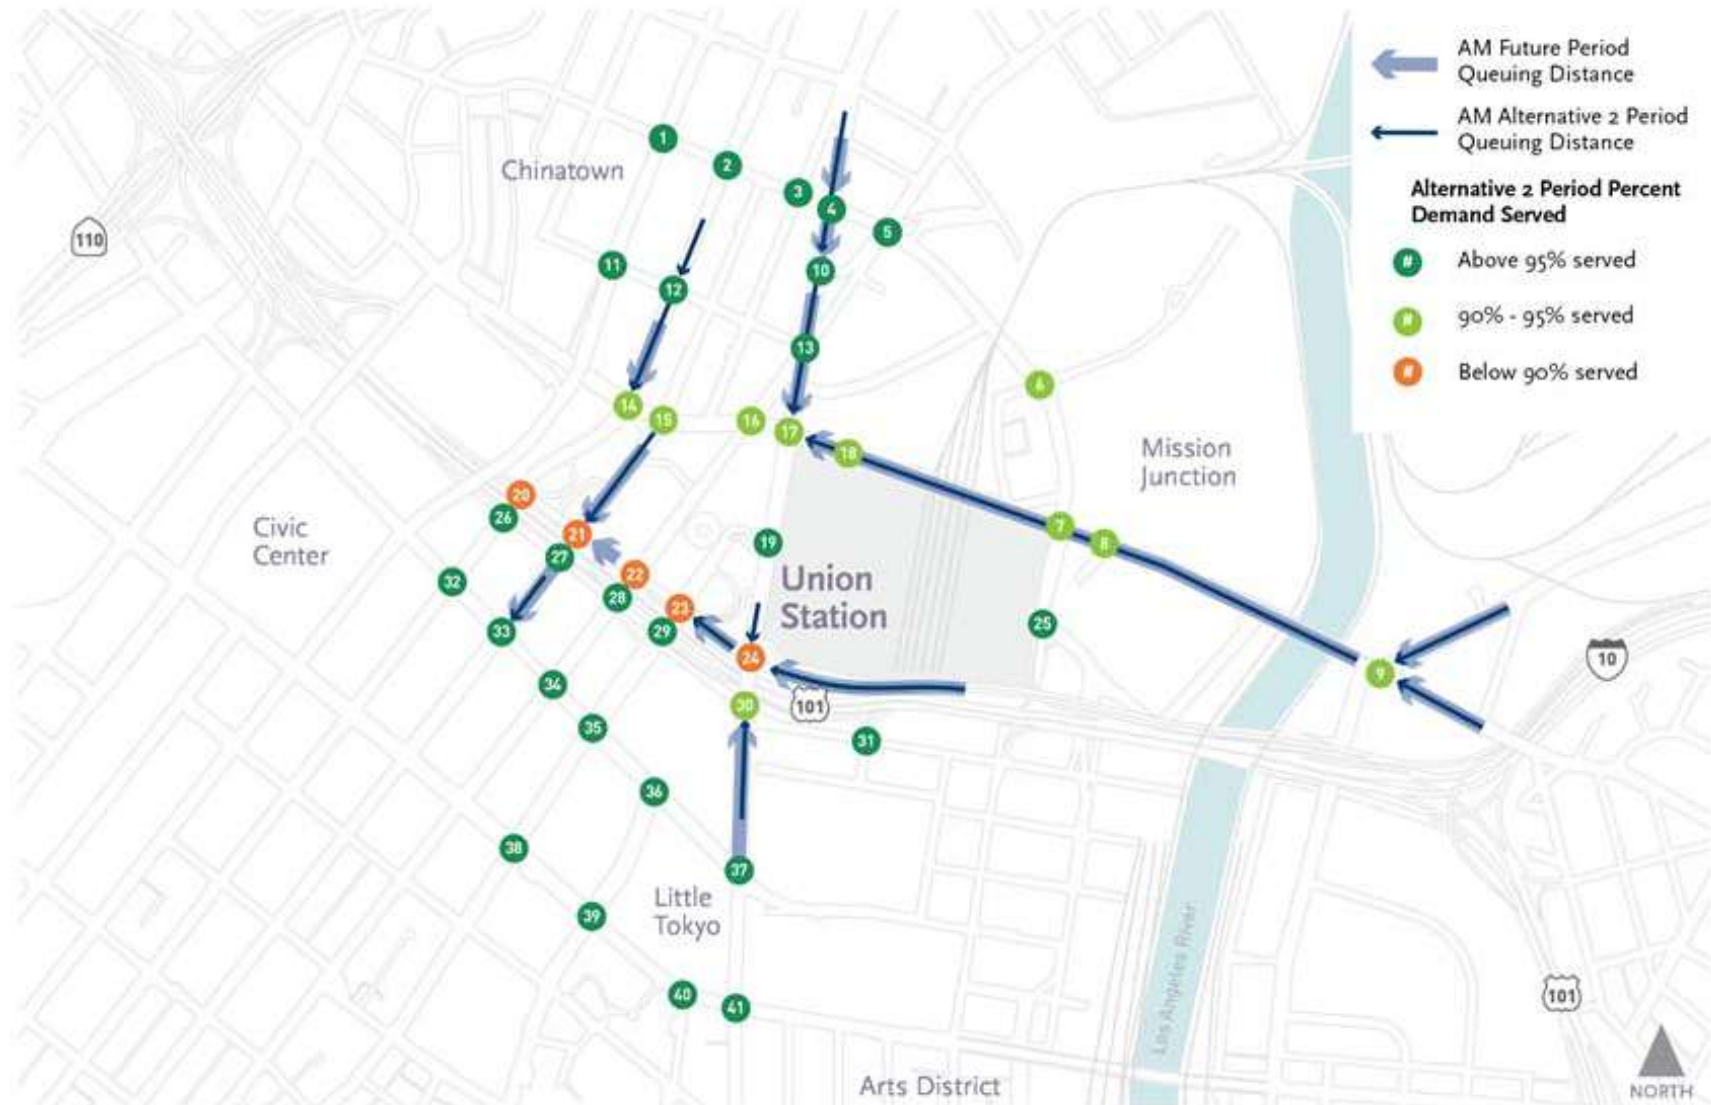 AM Future Period
Queuing Distance
AM Alternative 2 Period
Queuing Distance
Alternative 2 Period Percent
Demand Served
# Above 95% served
# 90% - 95% served
# Below 90% served
Chinatown
110
1
2
3
4
5
11
12
10
13
6
14
15
16
17
18
Mission
Junction
Civic
Center
20
26
21
27
22
28
23
29
19
24
Union
Station
7
8
25
9
10
32
33
34
35
30
101
31
36
37
38
39
Little
Tokyo
40
41
Los Angeles River
101
Arts District
NORTH